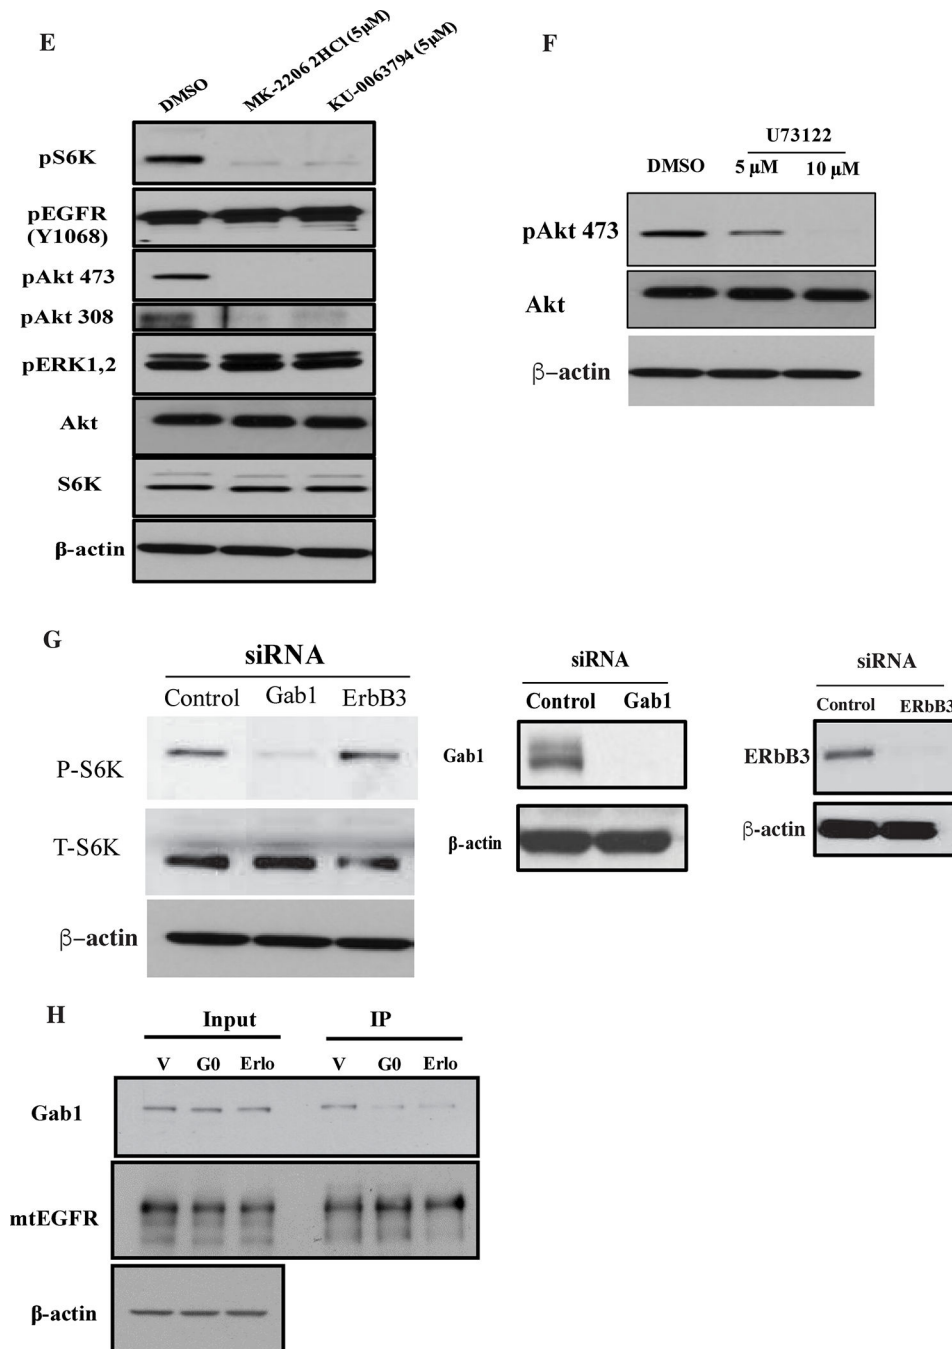 E
DMSO
MK-2206 2HCl (5µM)
KU-0063794 (5µM)
pS6K
pEGFR
(Y1068)
pAkt 473
pAkt 308
pERK1,2
Akt
S6K
β-actin
F
U73122
DMSO 5 µM 10 µM
pAkt 473
Akt
β-actin
G
siRNA
Control Gab1 ErbB3
P-S6K
T-S6K
β-actin
siRNA
Control Gab1
Gab1
β-actin
siRNA
Control ERbB3
ERbB3
β-actin
H
Input IP
V G0 Erlo V G0 Erlo
Gab1
mtEGFR
β-actin